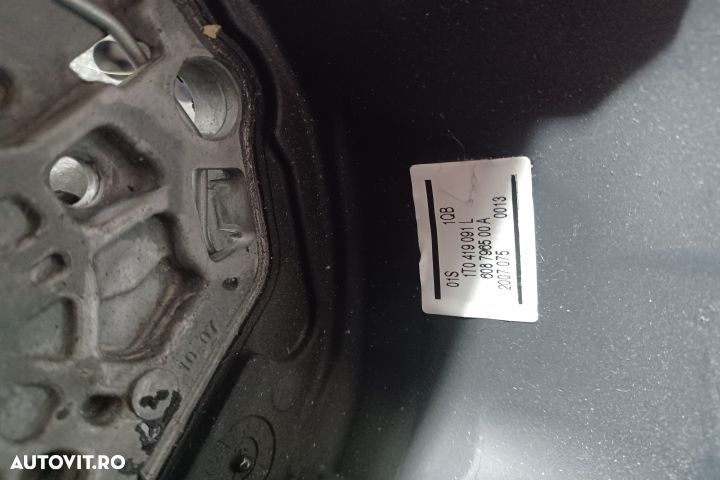 01S 1QB
1T0 419 091 L
608 7965 00 A
2007 075 0013
10 07
AUTOVIT.RO